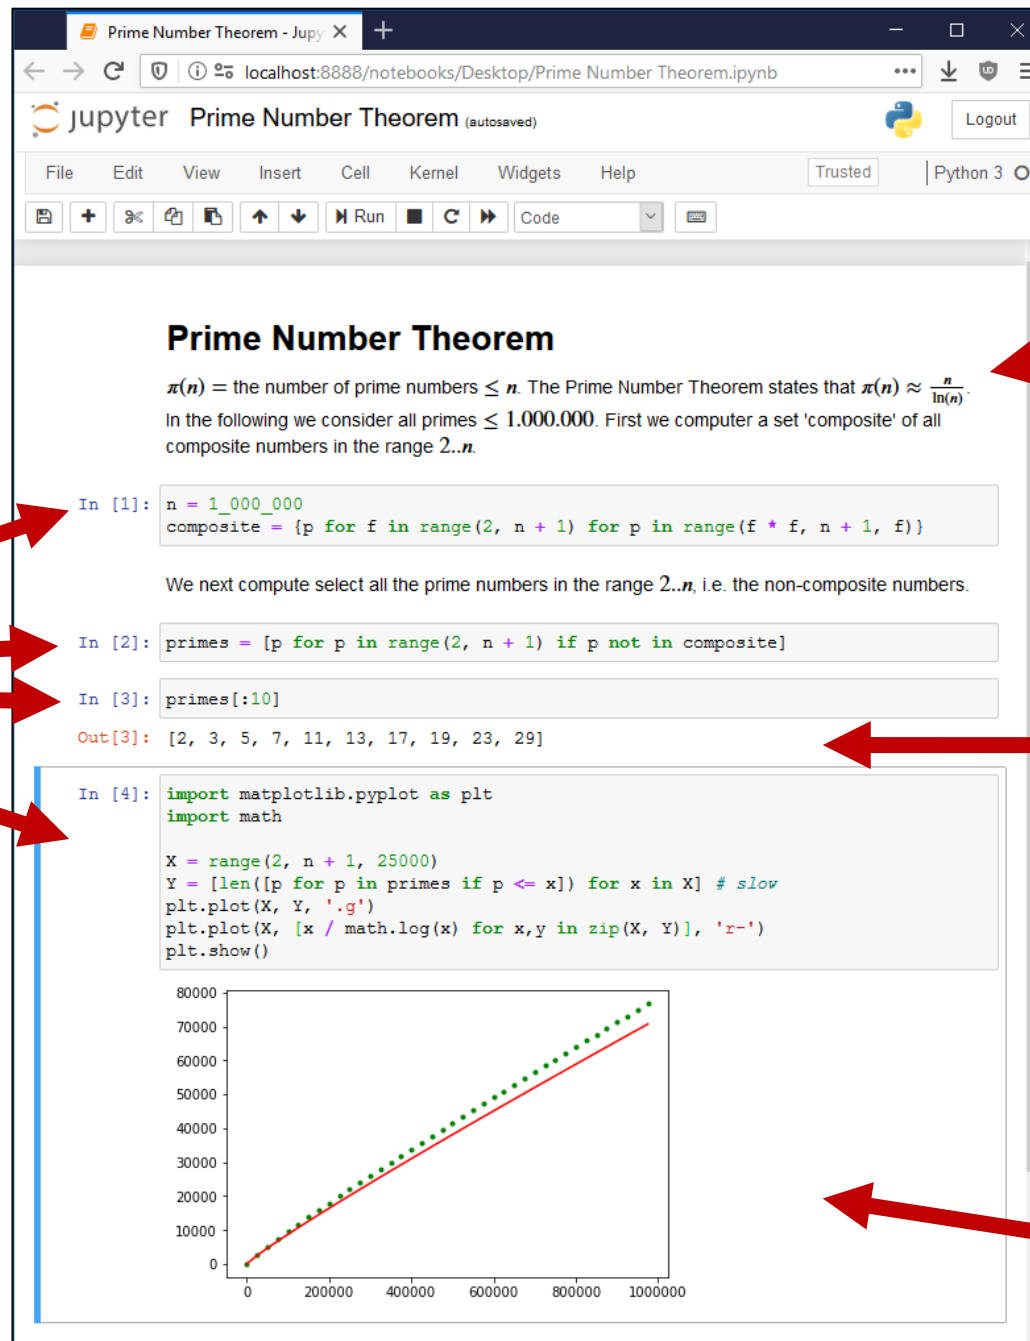 Prime Number Theorem - Jupy
localhost:8888/notebooks/Desktop/Prime Number Theorem.ipynb
jupyter Prime Number Theorem (autosaved)
Logout
File Edit View Insert Cell Kernel Widgets Help Trusted Python 3
Run Code
Prime Number Theorem
π(n) = the number of prime numbers ≤ n. The Prime Number Theorem states that π(n) ≈ n/ln(n).
In the following we consider all primes ≤ 1.000.000. First we computer a set 'composite' of all
composite numbers in the range 2..n.
In [1]: n = 1_000_000
composite = {p for f in range(2, n + 1) for p in range(f * f, n + 1, f)}
We next compute select all the prime numbers in the range 2..n, i.e. the non-composite numbers.
In [2]: primes = [p for p in range(2, n + 1) if p not in composite]
In [3]: primes[:10]
Out[3]: [2, 3, 5, 7, 11, 13, 17, 19, 23, 29]
In [4]: import matplotlib.pyplot as plt
import math
X = range(2, n + 1, 25000)
Y = [len([p for p in primes if p <= x]) for x in X] # slow
plt.plot(X, Y, '.g')
plt.plot(X, [x / math.log(x) for x,y in zip(X, Y)], 'r-')
plt.show()
80000
70000
60000
50000
40000
30000
20000
10000
0
0 200000 400000 600000 800000 1000000